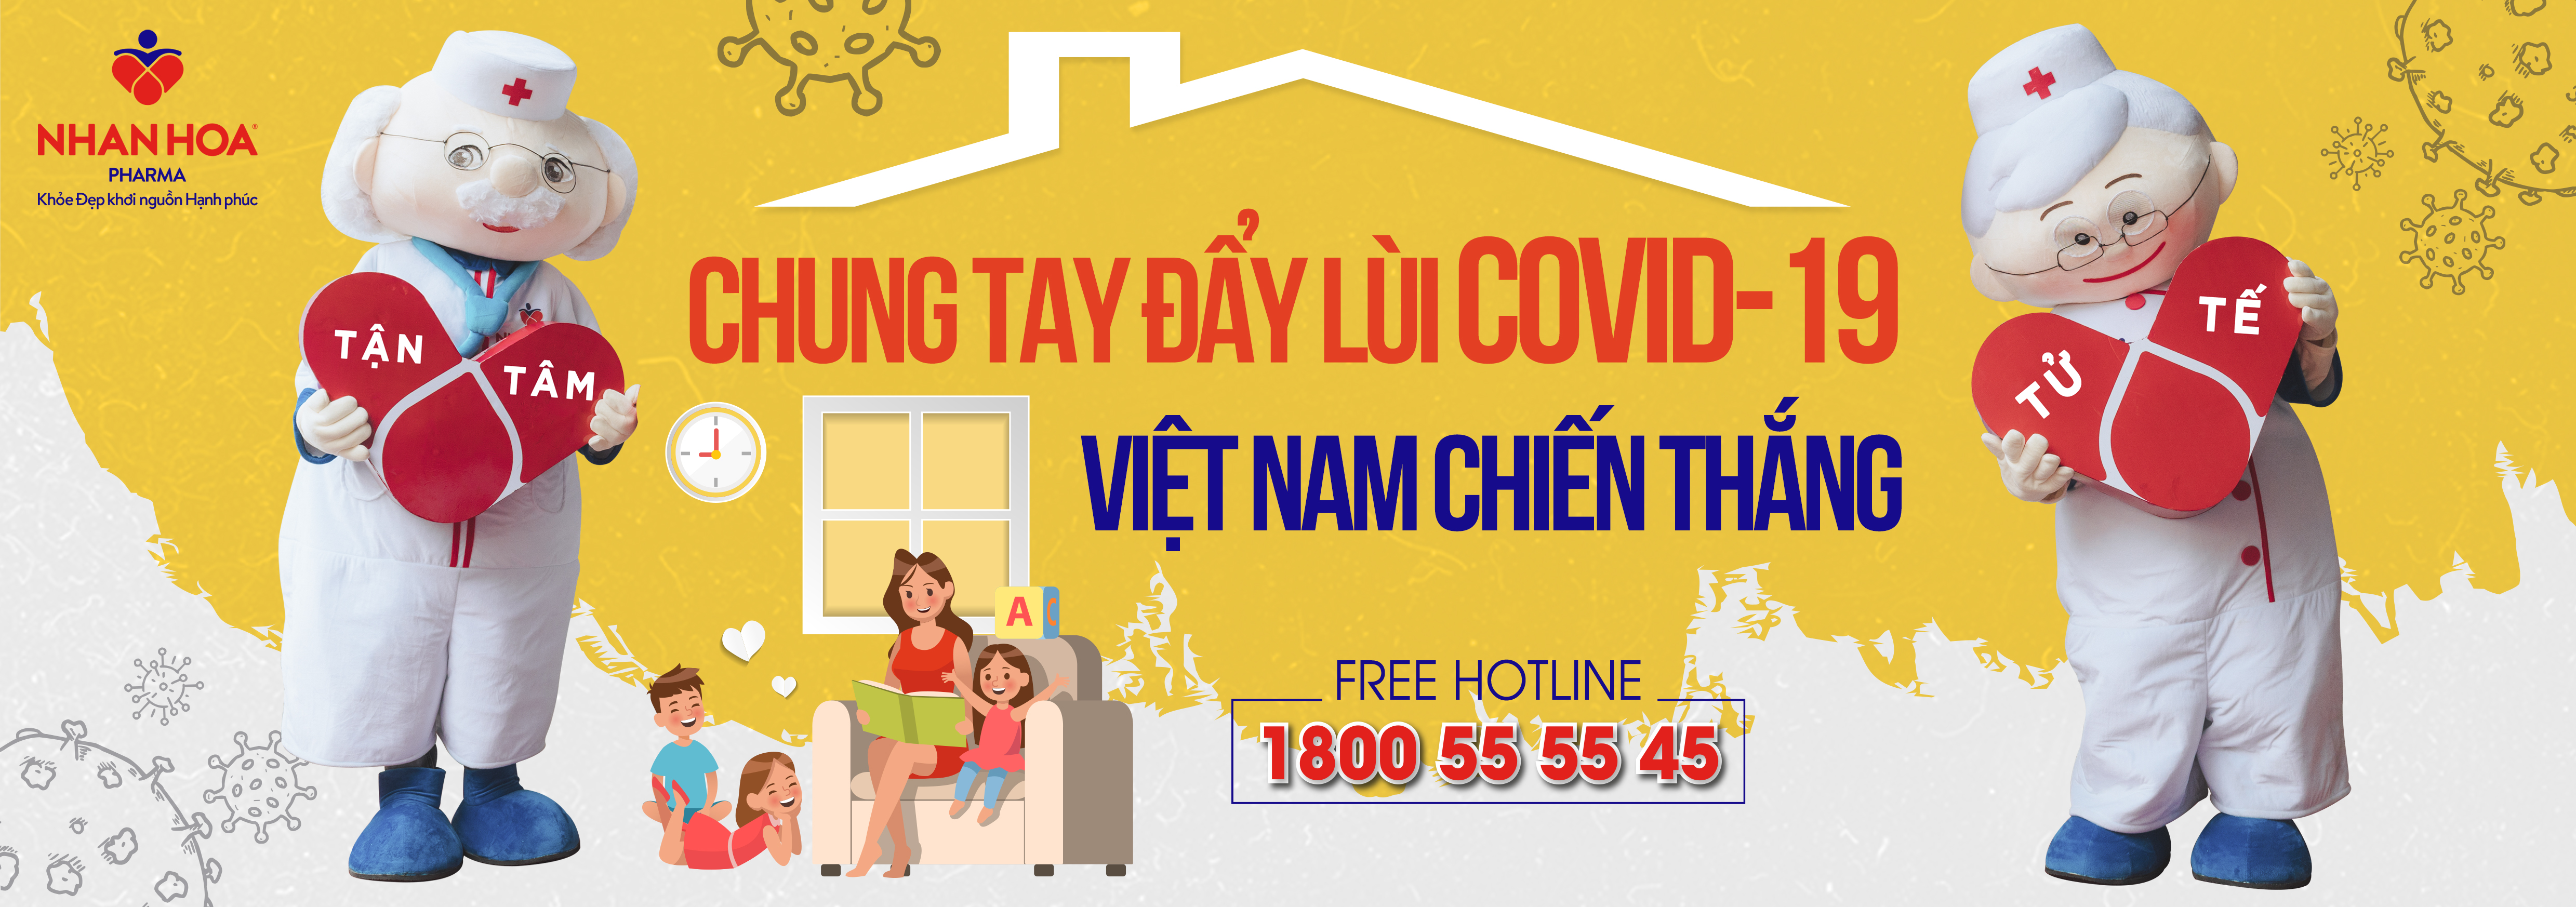 NHAN HOA®
PHARMA
Khỏe Đẹp khơi nguồn Hạnh phúc
TẬN
TÂM
CHUNG TAY ĐẨY LÙI COVID-19
VIỆT NAM CHIẾN THẮNG
A
FREE HOTLINE
1800 55 55 45
TỬ
TẾ